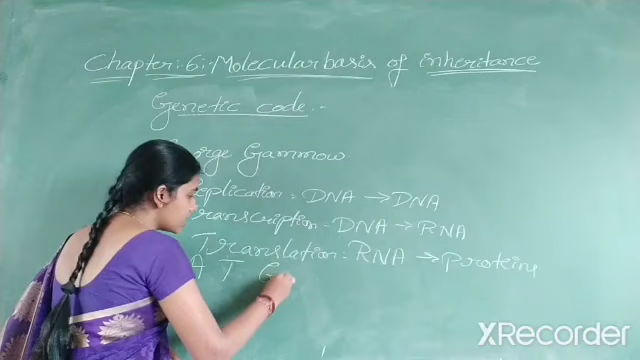 Chapter:-6:- Molecular basis of inheritance
Genetic code :-
George Gammow
Replication = DNA → DNA
Transcription = DNA → RNA
Translation = RNA → proteins
A T G
XRecorder